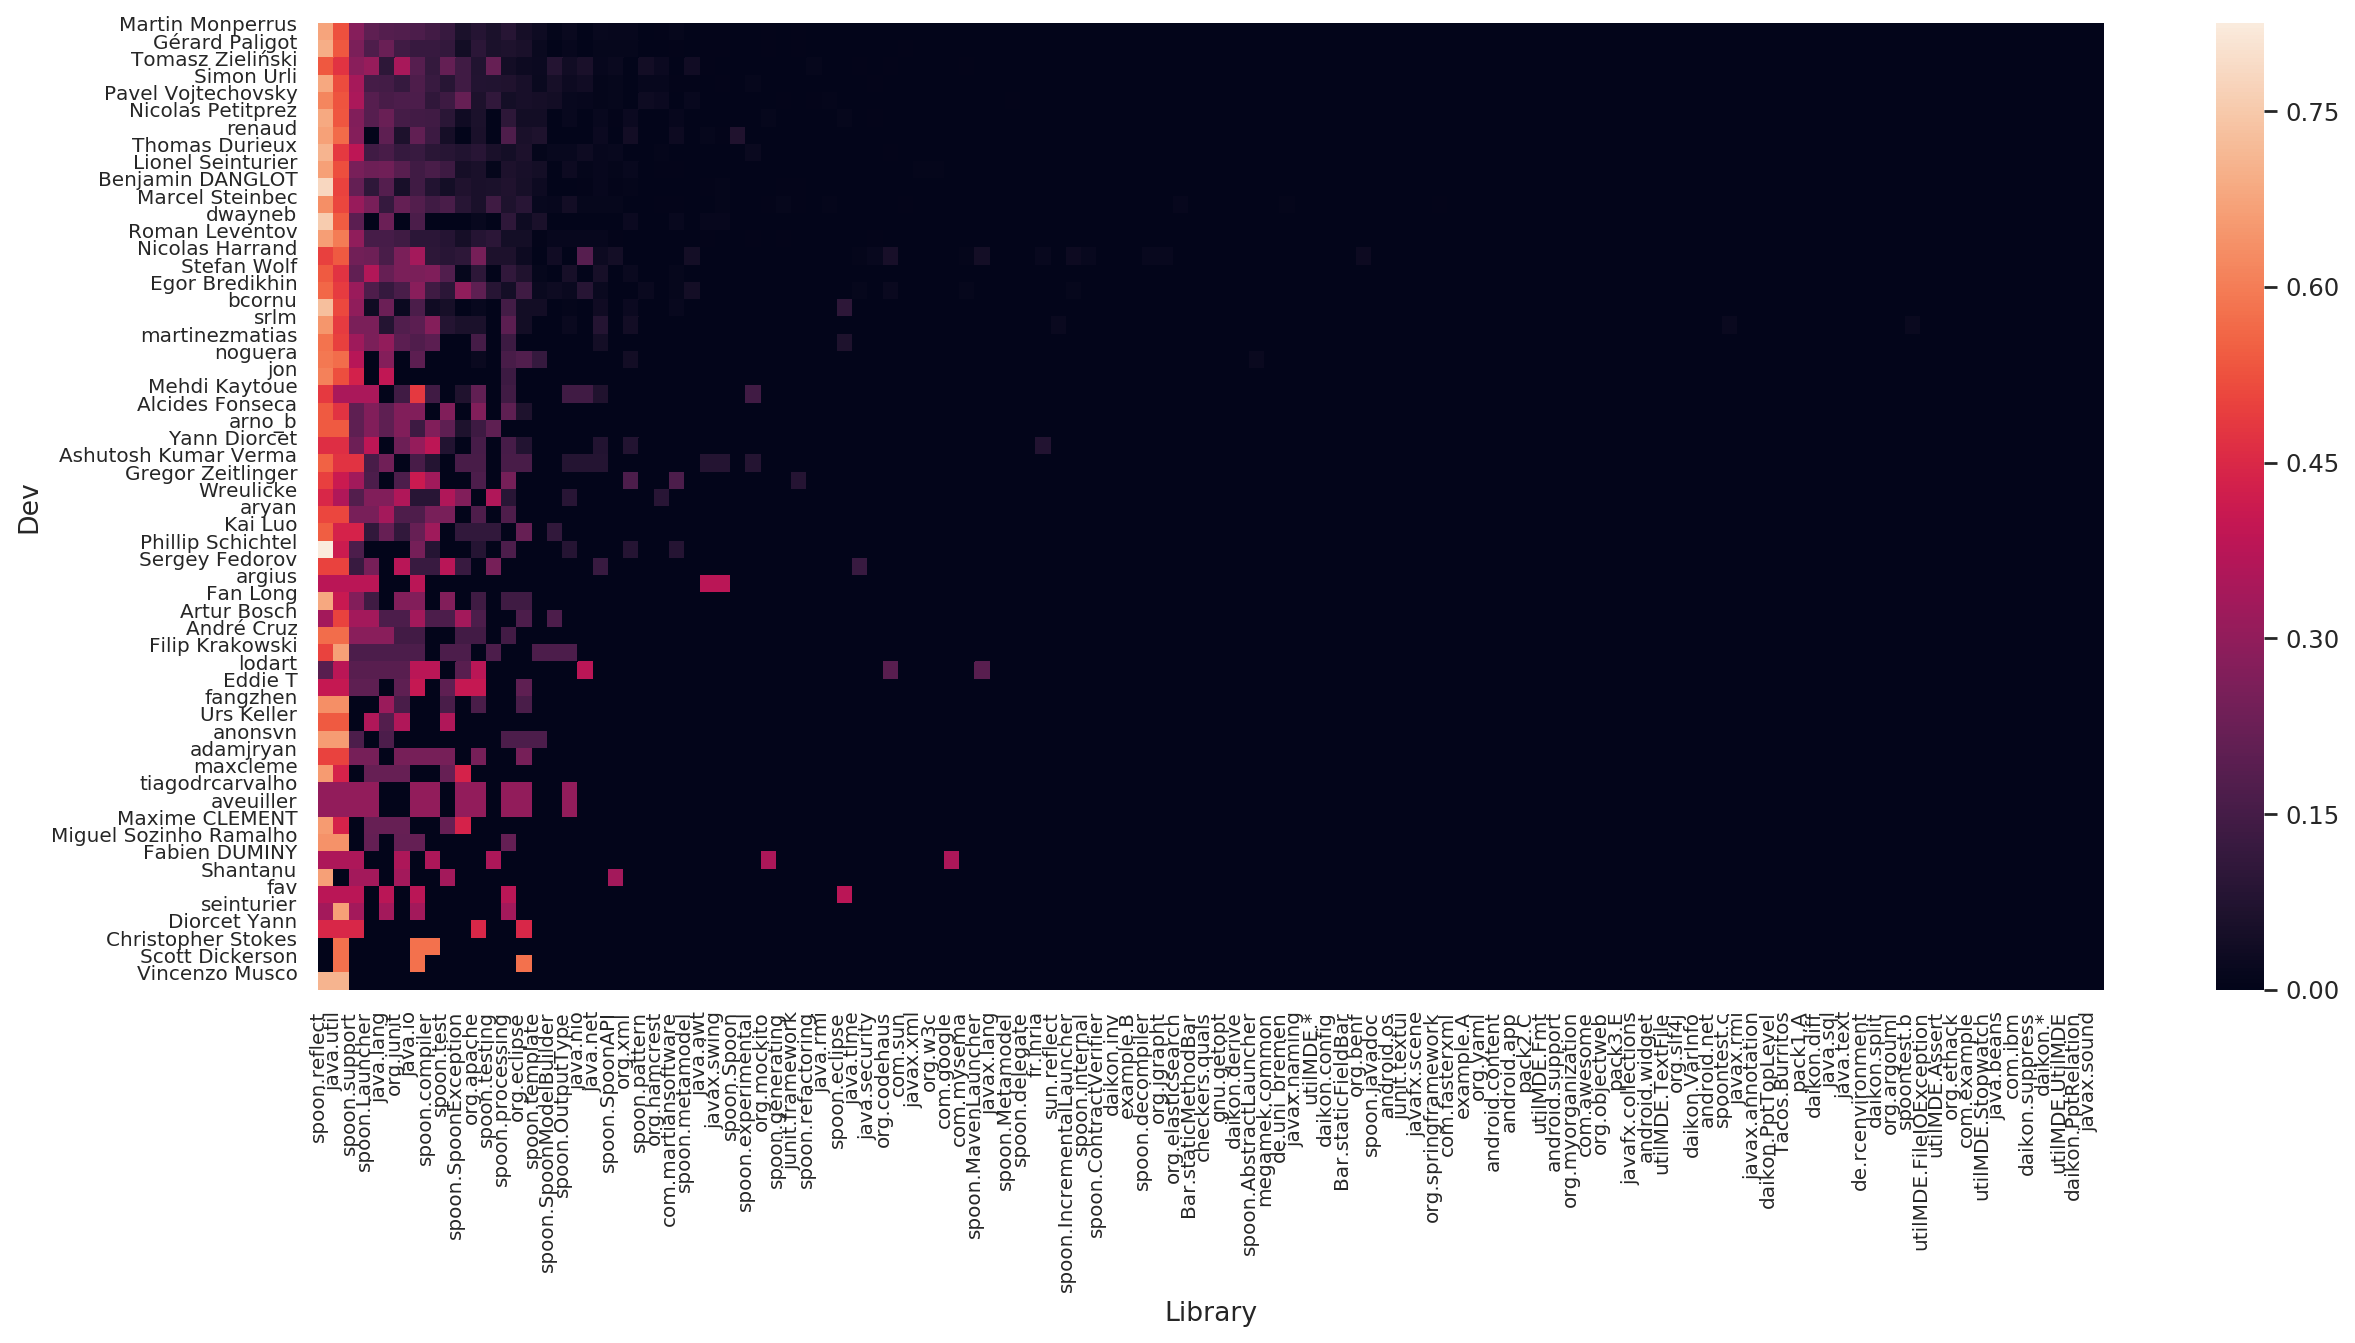 Martin Monperrus
Gérard Paligot
Tomasz Zieliński
Simon Urli
Pavel Vojtechovsky
Nicolas Petitprez
renaud
Thomas Durieux
Lionel Seinturier
Benjamin DANGLOT
Marcel Steinbec
dwayneb
Roman Leventov
Nicolas Harrand
Stefan Wolf
Egor Bredikhin
bcornu
srlm
martinezmatias
noguera
jon
Mehdi Kaytoue
Alcides Fonseca
arno_b
Yann Diorcet
Ashutosh Kumar Verma
Gregor Zeitlinger
Wreulicke
aryan
Kai Luo
Phillip Schichtel
Sergey Fedorov
argius
Fan Long
Artur Bosch
André Cruz
Filip Krakowski
lodart
Eddie T
fangzhen
Urs Keller
anonsvn
adamjryan
maxcleme
tiagodrcarvalho
aveuiller
Maxime CLEMENT
Miguel Sozinho Ramalho
Fabien DUMINY
Shantanu
fav
seinturier
Diorcet Yann
Christopher Stokes
Scott Dickerson
Vincenzo Musco
Dev
spoon.reflect
java.util
spoon.support
spoon.Launcher
java.lang
org.junit
java.io
spoon.compiler
spoon.test
spoon.SpoonException
org.apache
spoon.testing
spoon.processing
org.eclipse
spoon.template
spoon.SpoonModelBuilder
spoon.OutputType
java.nio
java.net
spoon.SpoonAPI
org.xml
spoon.pattern
org.hamcrest
com.martiansoftware
spoon.metamodel
java.awt
javax.swing
spoon.Spoon
spoon.experimental
org.mockito
spoon.generating
junit.framework
spoon.refactoring
java.rmi
spoon.eclipse
java.time
java.security
org.codehaus
com.sun
javax.xml
org.w3c
com.google
com.mysema
spoon.MavenLauncher
javax.lang
spoon.Metamodel
spoon.delegate
fr.inria
sun.reflect
spoon.IncrementalLauncher
spoon.internal
spoon.ContractVerifier
daikon.inv
example.B
spoon.decompiler
org.jgrapht
org.elasticsearch
Bar.staticMethodBar
checkers.quals
gnu.getopt
daikon.derive
spoon.AbstractLauncher
megamek.common
de.uni_bremen
javax.naming
utilMDE.*
daikon.config
Bar.staticFieldBar
org.benf
spoon.javadoc
android.os
junit.textui
javafx.scene
org.springframework
com.fasterxml
example.A
org.yaml
android.content
android.app
pack2.C
utilMDE.Fmt
android.support
org.myorganization
com.awesome
org.objectweb
pack3.E
javafx.collections
android.widget
utilMDE.TextFile
org.slf4j
daikon.VarInfo
android.net
spoontest.c
javax.rmi
javax.annotation
daikon.PptTopLevel
Tacos.Burritos
pack1.A
daikon.diff
java.sql
java.text
de.rcenvironment
daikon.split
org.argouml
spoontest.b
utilMDE.FileIOException
utilMDE.Assert
org.ethack
com.example
utilMDE.Stopwatch
java.beans
com.ibm
daikon.suppress
daikon.*
utilMDE.UtilMDE
daikon.PptRelation
javax.sound
Library
0.75
0.60
0.45
0.30
0.15
0.00